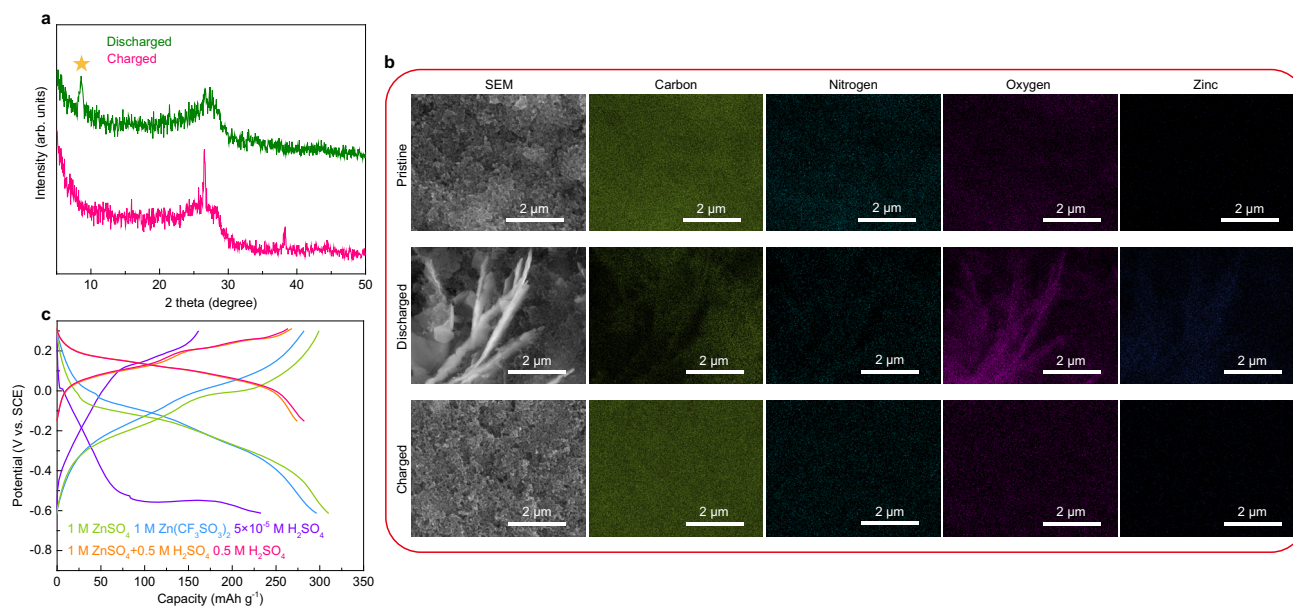 a
Discharged
Charged
Intensity (arb. units)
10 20 30 40 50
2 theta (degree)
b
SEM Carbon Nitrogen Oxygen Zinc
Pristine
2 µm 2 µm 2 µm 2 µm 2 µm
Discharged
2 µm 2 µm 2 µm 2 µm 2 µm
Charged
2 µm 2 µm 2 µm 2 µm 2 µm
c
Potential (V vs. SCE)
0.2
0.0
-0.2
-0.4
-0.6
-0.8
1 M ZnSO₄ 1 M Zn(CF₃SO₃)₂ 5×10⁻⁵ M H₂SO₄
1 M ZnSO₄+0.5 M H₂SO₄ 0.5 M H₂SO₄
0 50 100 150 200 250 300 350
Capacity (mAh g⁻¹)